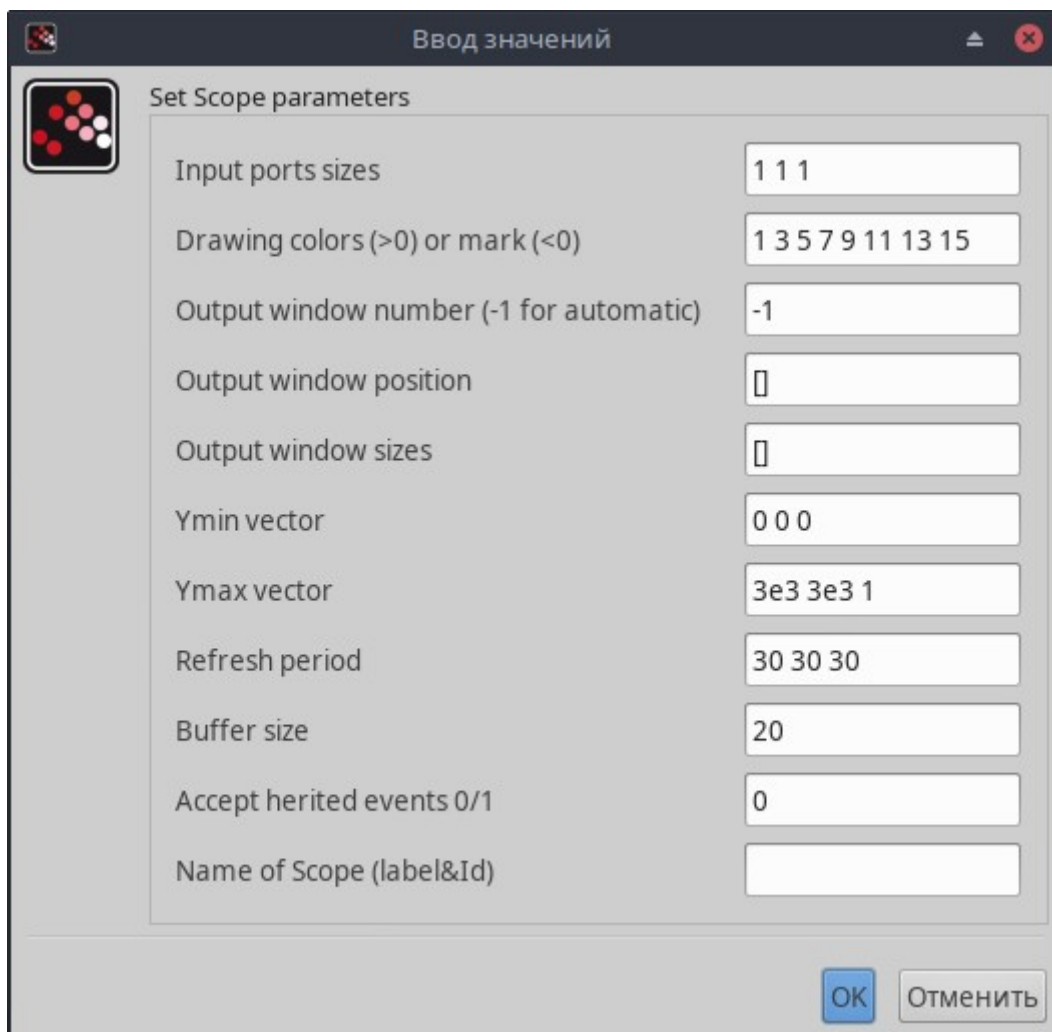 Ввод значений
Set Scope parameters
Input ports sizes 1 1 1
Drawing colors (>0) or mark (<0) 1 3 5 7 9 11 13 15
Output window number (-1 for automatic) -1
Output window position []
Output window sizes []
Ymin vector 0 0 0
Ymax vector 3e3 3e3 1
Refresh period 30 30 30
Buffer size 20
Accept herited events 0/1 0
Name of Scope (label&Id)
OK Отменить